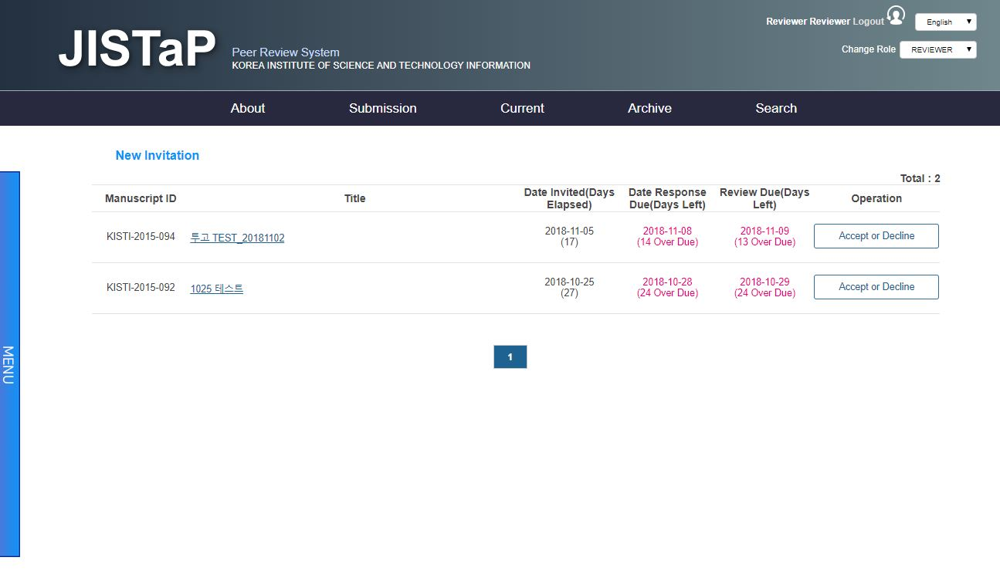 Reviewer Reviewer Logout
English
JISTaP
Peer Review System
KOREA INSTITUTE OF SCIENCE AND TECHNOLOGY INFORMATION
Change Role
REVIEWER
About Submission Current Archive Search
New Invitation
Total : 2
Manuscript ID Title Date Invited(Days Elapsed) Date Response Due(Days Left) Review Due(Days Left) Operation
KISTI-2015-094 투고 TEST_20181102 2018-11-05 (17) 2018-11-08 (14 Over Due) 2018-11-09 (13 Over Due) Accept or Decline
KISTI-2015-092 1025 테스트 2018-10-25 (27) 2018-10-28 (24 Over Due) 2018-10-29 (24 Over Due) Accept or Decline
1
MENU